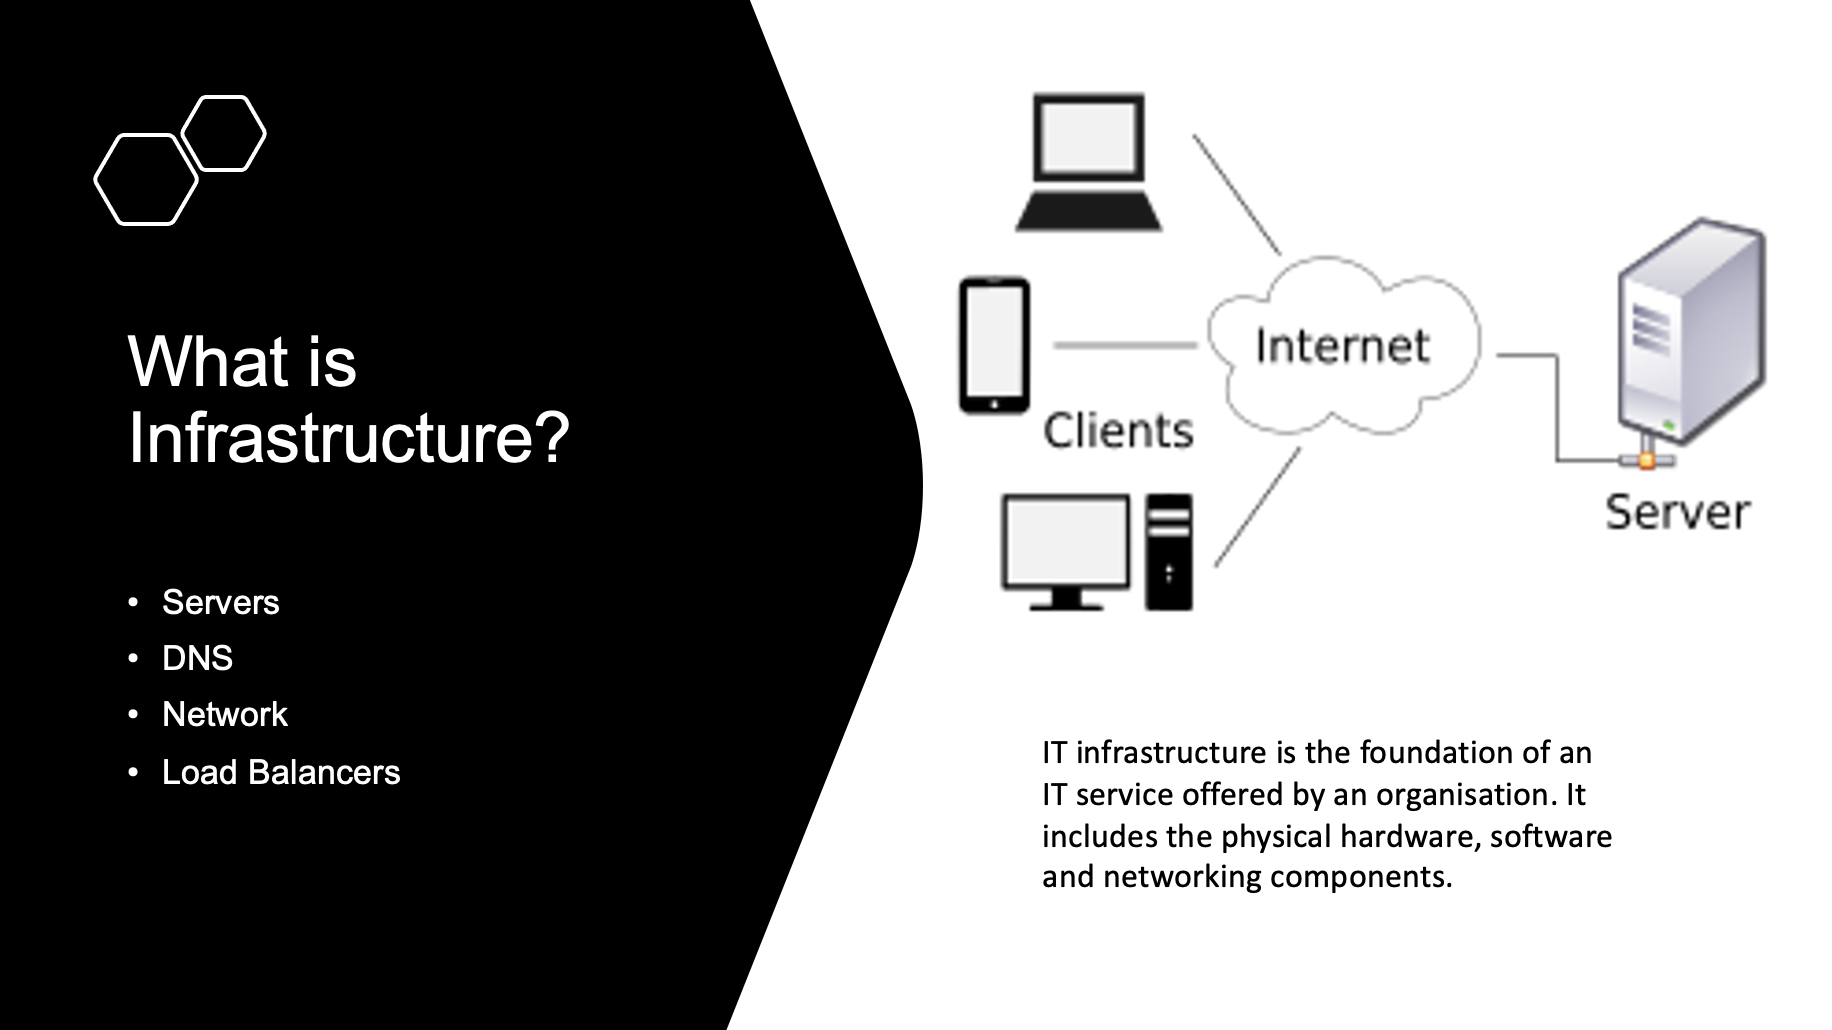 What is
Infrastructure?
• Servers
• DNS
• Network
• Load Balancers
Internet
Clients
Server
IT infrastructure is the foundation of an
IT service offered by an organisation. It
includes the physical hardware, software
and networking components.